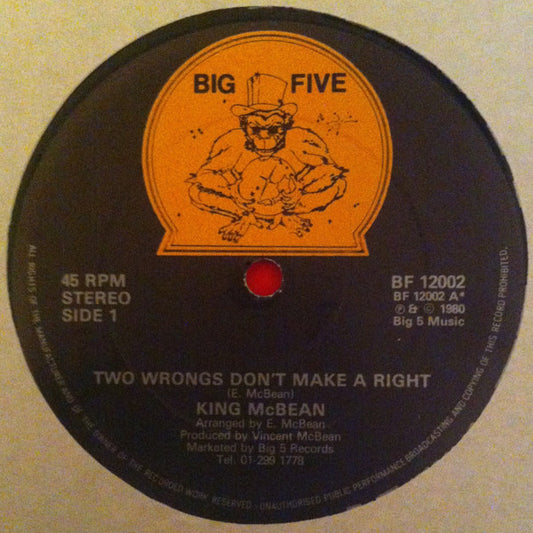 BIG FIVE
45 RPM
STEREO
SIDE 1
BF 12002
BF 12002 A*
℗ & © 1980
Big 5 Music
TWO WRONGS DON'T MAKE A RIGHT
(E. McBean)
KING McBEAN
Arranged by E. McBean
Produced by Vincent McBean
Marketed by Big 5 Records
Tel. 01-299 1778
ALL RIGHTS OF THE MANUFACTURER AND OF THE OWNER OF THE RECORDED WORK RESERVED - UNAUTHORISED PUBLIC PERFORMANCE BROADCASTING AND COPYING OF THIS RECORD PROHIBITED.